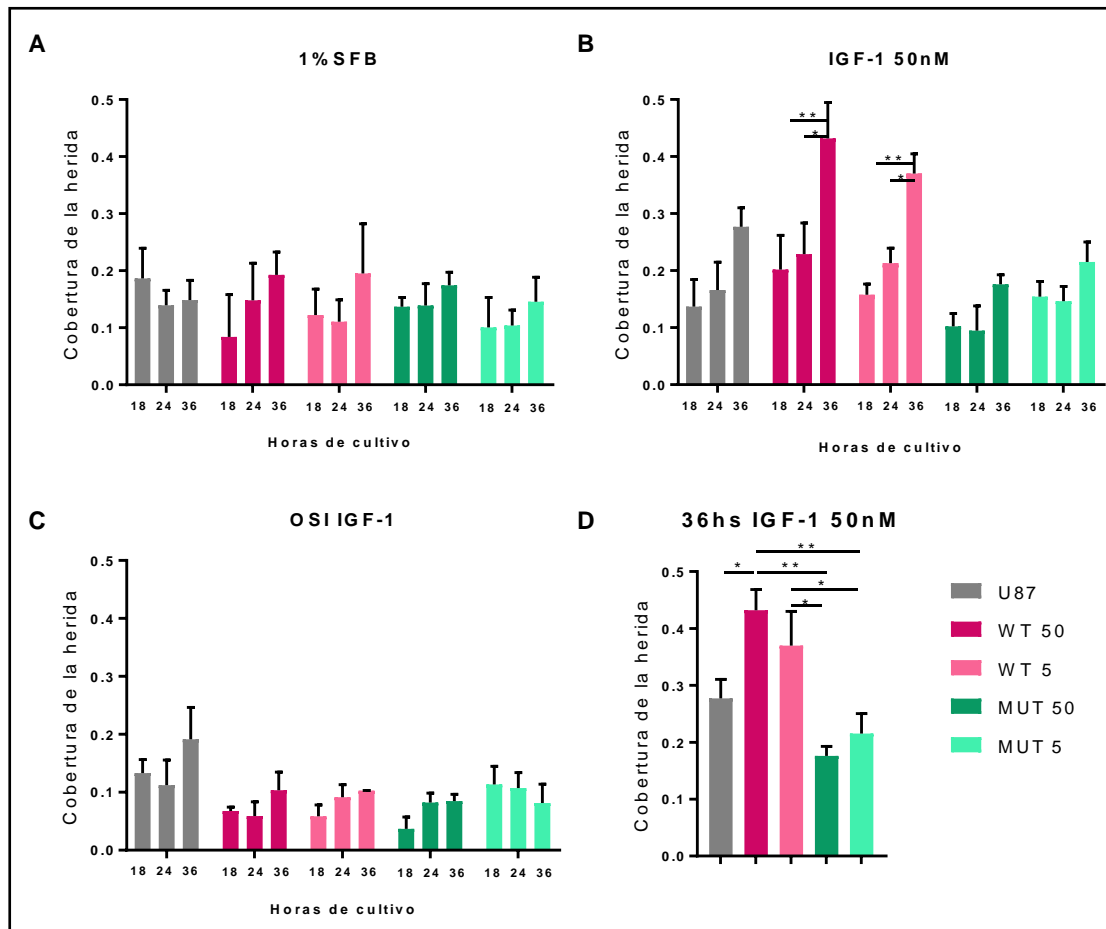 A
1% SFB
Cobertura de la herida
0.5
0.4
0.3
0.2
0.1
0.0
18 24 36 18 24 36 18 24 36 18 24 36 18 24 36
Horas de cultivo
B
IGF-1 50nM
Cobertura de la herida
0.5
0.4
0.3
0.2
0.1
0.0
**
*
**
*
18 24 36 18 24 36 18 24 36 18 24 36 18 24 36
Horas de cultivo
C
OSI IGF-1
Cobertura de la herida
0.5
0.4
0.3
0.2
0.1
0.0
18 24 36 18 24 36 18 24 36 18 24 36 18 24 36
Horas de cultivo
D
36hs IGF-1 50nM
Cobertura de la herida
0.5
0.4
0.3
0.2
0.1
0.0
**
* **
*
*
U87
WT 50
WT 5
MUT 50
MUT 5